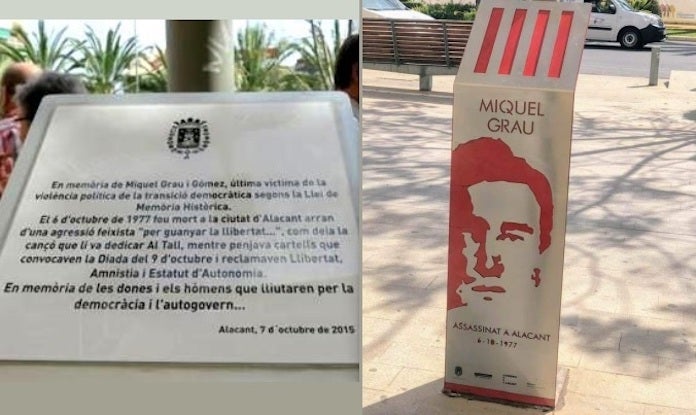 En memòria de Miquel Grau i Gómez, última víctima de la
violència política de la transició democràtica segons la Llei de
Memòria Històrica.
El 6 d'octubre de 1977 fou mort a la ciutat d'Alacant arran
d'una agressió feixista "per guanyar la llibertat...", com deia la
cançó que li va dedicar Al Tall, mentre penjava cartells que
convocaven la Diada del 9 d'octubre i reclamaven Llibertat,
Amnistia i Estatut d'Autonomia.
En memòria de les dones i els hòmens que lluitaren per la
democràcia i l'autogovern...
Alacant, 7 d'octubre de 2015
MIQUEL
GRAU
ASSASSINAT A ALACANT
6-10-1977